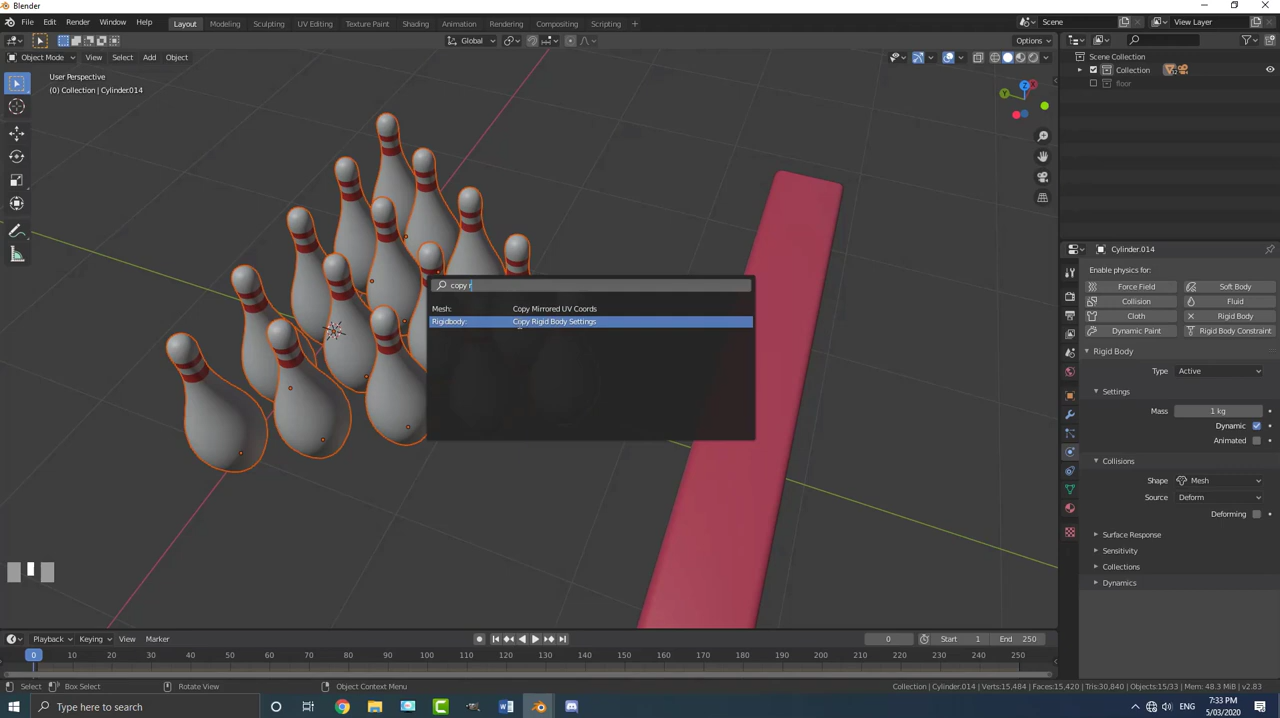 Blender
File Edit Render Window Help Layout Modeling Sculpting UV Editing Texture Paint Shading Animation Rendering Compositing Scripting + Scene View Layer
Global Options
Object Mode View Select Add Object
User Perspective
(0) Collection | Cylinder.014
Scene Collection
Collection
floor
X
Y
Z
copy r
Mesh: Copy Mirrored UV Coords
Rigidbody: Copy Rigid Body Settings
Cylinder.014
Enable physics for:
Force Field Soft Body
Collision Fluid
Cloth Rigid Body
Dynamic Paint Rigid Body Constraint
Rigid Body
Type Active
Settings
Mass 1 kg
Dynamic
Animated
Collisions
Shape Mesh
Source Deform
Deforming
Surface Response
Sensitivity
Collections
Dynamics
Playback Keying View Marker 0 Start 1 End 250
0 10 20 30 40 50 60 70 80 90 100 110 120 130 140 150 160 170 180 190 200 210 220 230 240 250
Select Box Select Rotate View Object Context Menu Collection | Cylinder.014 | Verts:15,484 | Faces:15,420 | Tris:30,840 | Objects:15/33 | Mem: 48.3 MiB | v2.83
Type here to search ENG 7:33 PM
5/03/2020